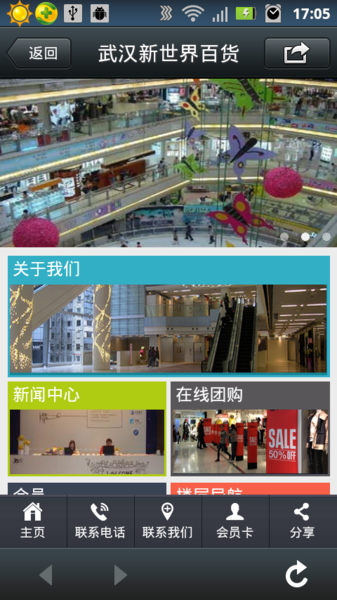 17:05
返回
武汉新世界百货
关于我们
新闻中心
在线团购
SALE
50%OFF
会员
楼层导航
主页
联系电话
联系我们
会员卡
分享